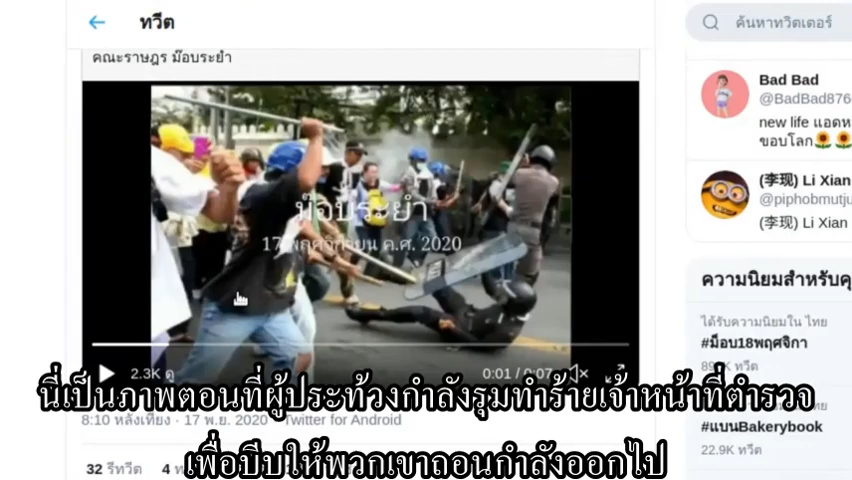 ทวีต
ค้นหาทวิตเตอร์
คณะราษฎร ม๊อบระยำ
Bad Bad
@BadBad876
new life แอดห
ขอบโลก
(李现) Li Xian
@piphobmutju
(李现) Li Xian
ม๊อบระยำ
17 พฤศจิกายน ค.ศ. 2020
ความนิยมสำหรับคุ
ได้รับความนิยมใน ไทย
#ม็อบ18พฤศจิกา
ทวีต
2.3K ดู
0:01 / 0:07
นี่เป็นภาพตอนที่ผู้ประท้วงกำลังรุมทำร้ายเจ้าหน้าที่ตำรวจ
8:10 หลังเที่ยง · 17 พ.ย. 2020 · Twitter for Android
#แบนBakerybook
22.9K ทวีต
เพื่อบีบให้พวกเขาถอนกำลังออกไป
32 รีทวีต